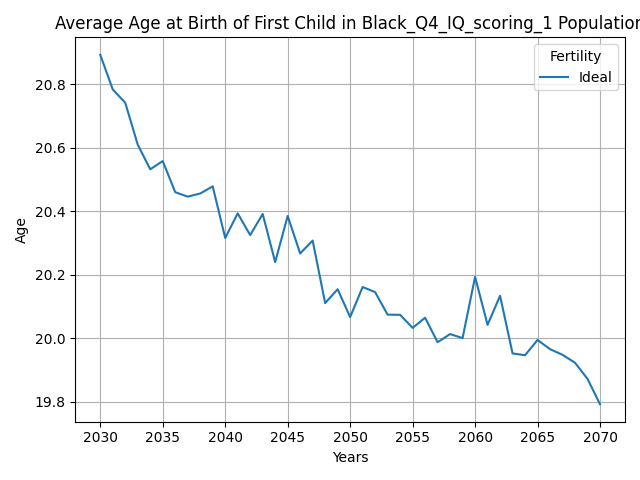 Average Age at Birth of First Child in Black_Q4_IQ_scoring_1 Population
Fertility
Ideal
Age
20.8
20.6
20.4
20.2
20.0
19.8
2030 2035 2040 2045 2050 2055 2060 2065 2070
Years